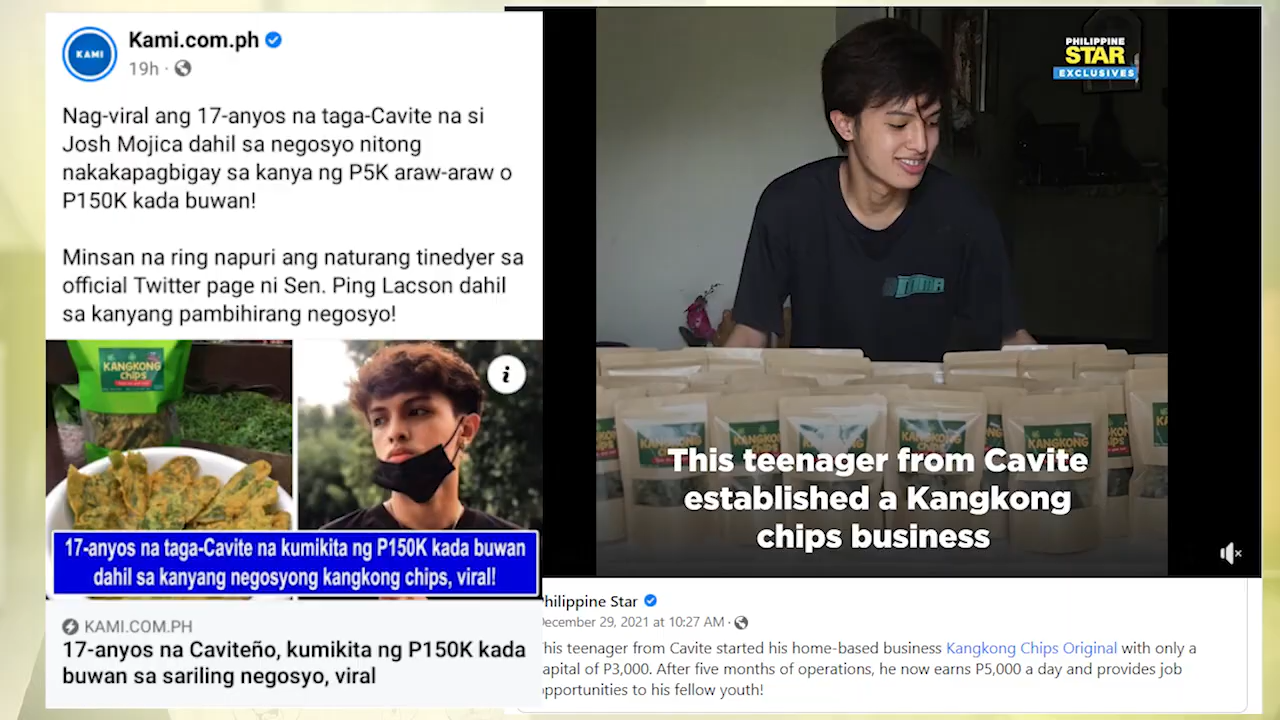 KAMI
Kami.com.ph
19h
Nag-viral ang 17-anyos na taga-Cavite na si
Josh Mojica dahil sa negosyo nitong
nakakapagbigay sa kanya ng P5K araw-araw o
P150K kada buwan!
Minsan na ring napuri ang naturang tinedyer sa
official Twitter page ni Sen. Ping Lacson dahil
sa kanyang pambihirang negosyo!
KANGKONG
chips
17-anyos na taga-Cavite na kumikita ng P150K kada buwan
dahil sa kanyang negosyong kangkong chips, viral!
KAMI.COM.PH
17-anyos na Caviteño, kumikita ng P150K kada
buwan sa sariling negosyo, viral
PHILIPPINE
STAR
EXCLUSIVES
KANGKONG
CHIPS
This teenager from Cavite
established a Kangkong
chips business
hilippine Star
ecember 29, 2021 at 10:27 AM
his teenager from Cavite started his home-based business Kangkong Chips Original with only a
apital of P3,000. After five months of operations, he now earns P5,000 a day and provides job
pportunities to his fellow youth!